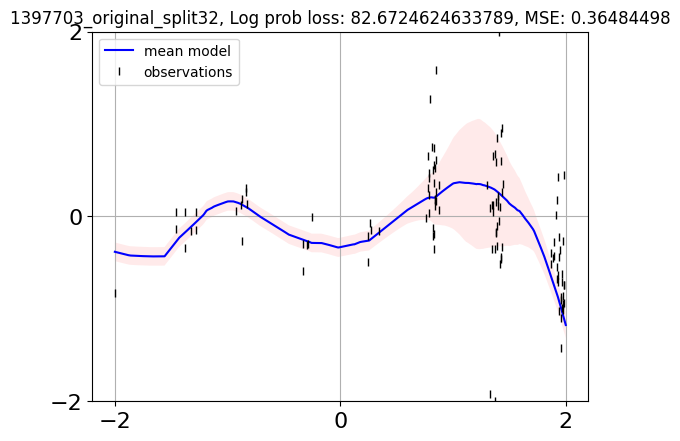 1397703_original_split32, Log prob loss: 82.6724624633789, MSE: 0.36484498
2
mean model
observations
0
−2
−2
0
2